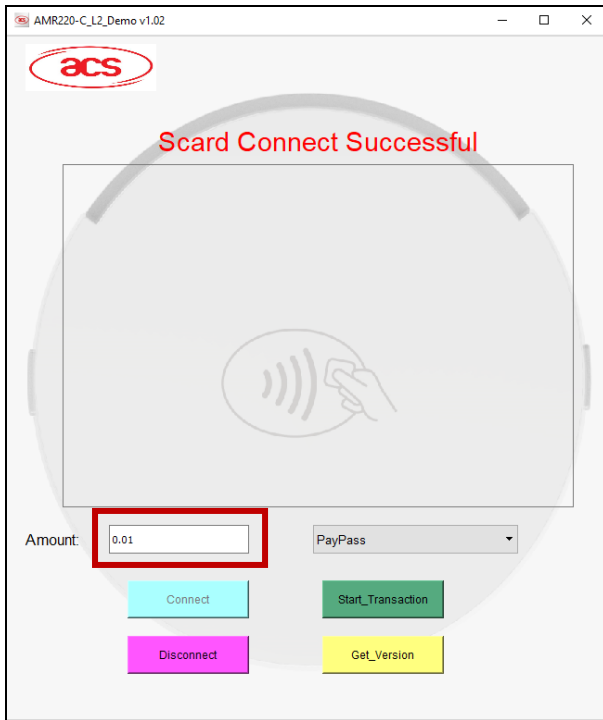 AMR220-C_L2_Demo v1.02
acs
Scard Connect Successful
Amount: 0.01 PayPass
Connect Start_Transaction
Disconnect Get_Version